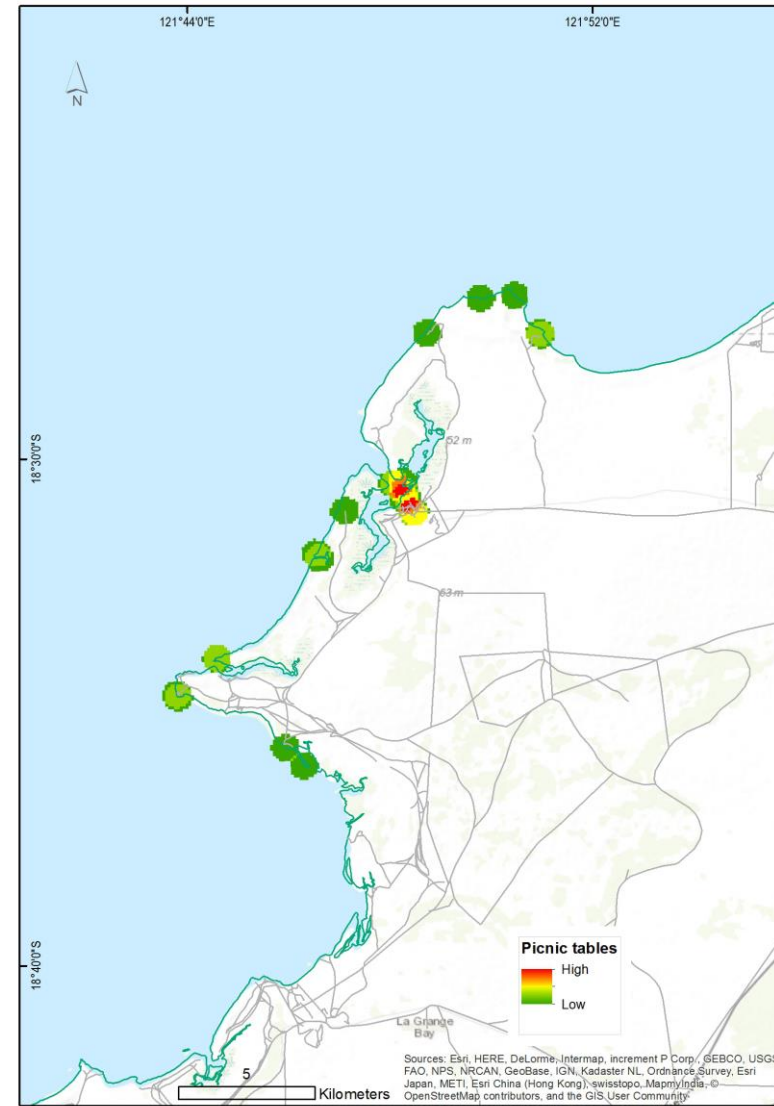 121°44'0"E
121°52'0"E
N
18°30'0"S
52 m
53 m
18°40'0"S
Picnic tables
High
Low
La Grange
Bay
5
Kilometers
Sources: Esri, HERE, DeLorme, Intermap, increment P Corp., GEBCO, USGS
FAO, NPS, NRCAN, GeoBase, IGN, Kadaster NL, Ordnance Survey, Esri
Japan, METI, Esri China (Hong Kong), swisstopo, MapmyIndia, ©
OpenStreetMap contributors, and the GIS User Community